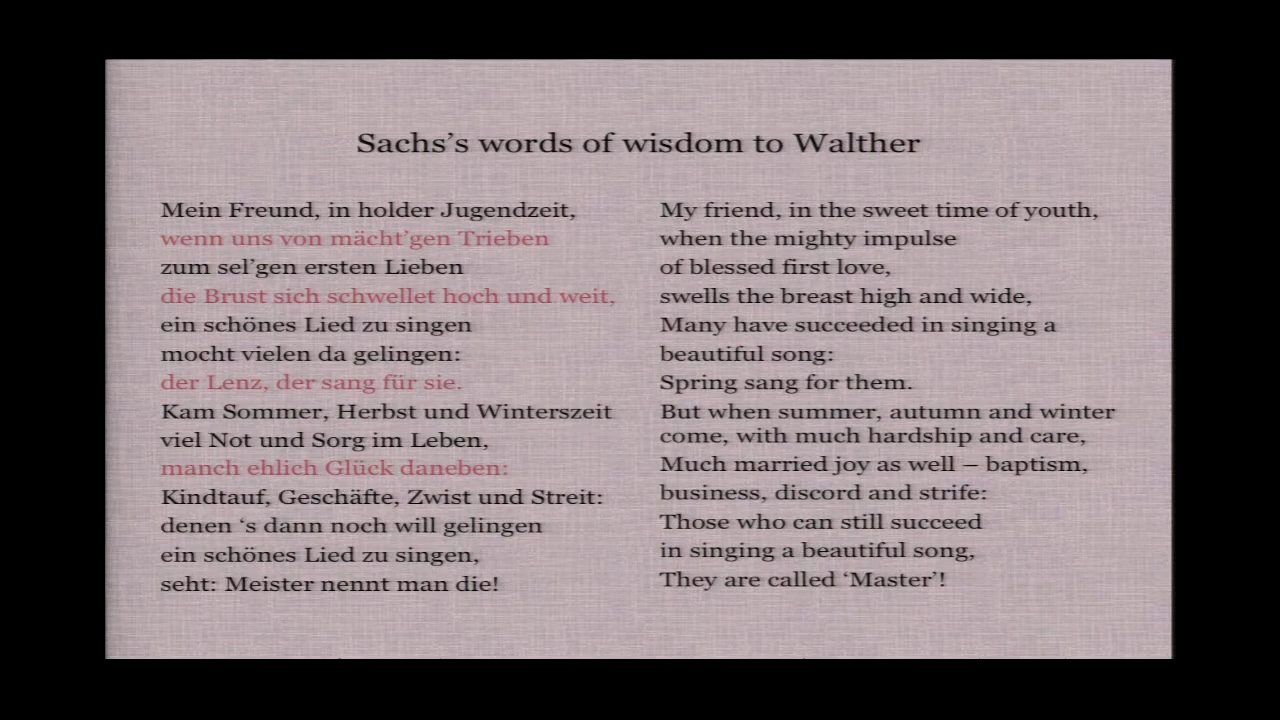 Sachs’s words of wisdom to Walther
Mein Freund, in holder Jugendzeit,
wenn uns von mächt’gen Trieben
zum sel’gen ersten Lieben
die Brust sich schwellet hoch und weit,
ein schönes Lied zu singen
mocht vielen da gelingen:
der Lenz, der sang für sie.
Kam Sommer, Herbst und Winterszeit
viel Not und Sorg im Leben,
manch ehlich Glück daneben:
Kindtauf, Geschäfte, Zwist und Streit:
denen ‘s dann noch will gelingen
ein schönes Lied zu singen,
seht: Meister nennt man die!
My friend, in the sweet time of youth,
when the mighty impulse
of blessed first love,
swells the breast high and wide,
Many have succeeded in singing a
beautiful song:
Spring sang for them.
But when summer, autumn and winter
come, with much hardship and care,
Much married joy as well – baptism,
business, discord and strife:
Those who can still succeed
in singing a beautiful song,
They are called ‘Master’!